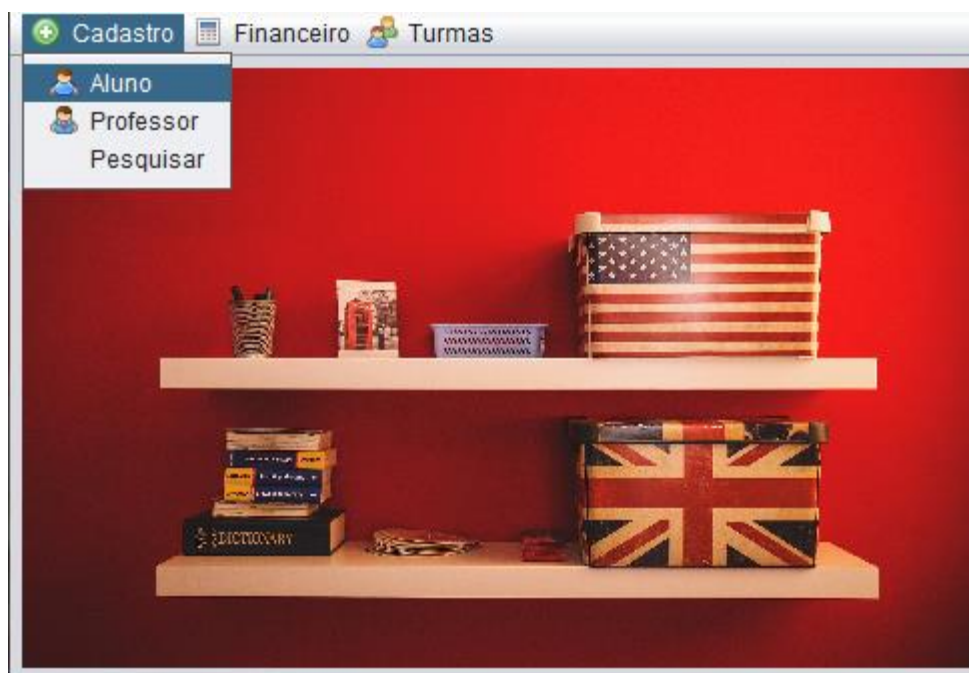 Cadastro Financeiro Turmas
Aluno
Professor
Pesquisar
DICTIONARY